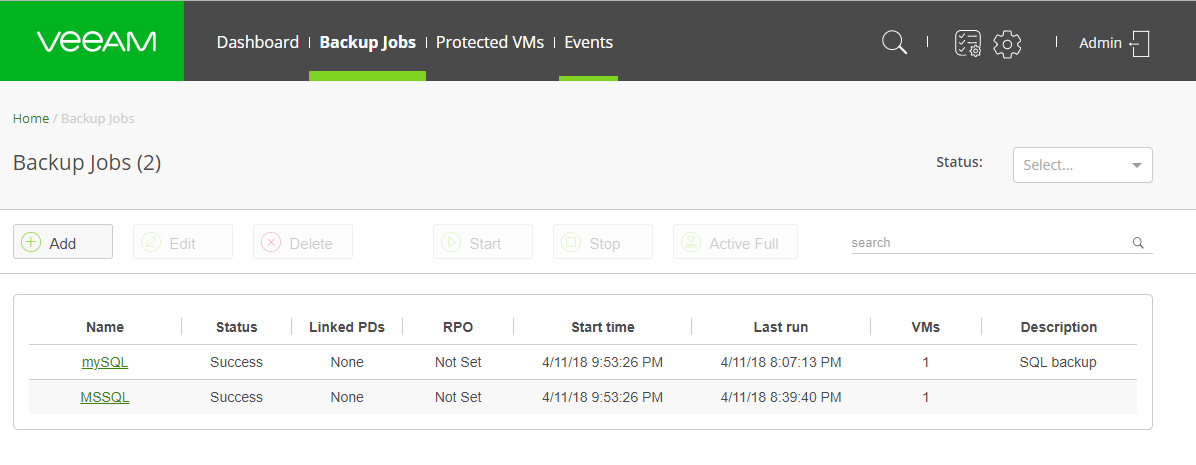 veeAM Dashboard Backup Jobs Protected VMs Events Admin
Home / Backup Jobs
Backup Jobs (2) Status: Select...
Add Edit Delete Start Stop Active Full search
Name Status Linked PDs RPO Start time Last run VMs Description
mySQL Success None Not Set 4/11/18 9:53:26 PM 4/11/18 8:07:13 PM 1 SQL backup
MSSQL Success None Not Set 4/11/18 9:53:26 PM 4/11/18 8:39:40 PM 1